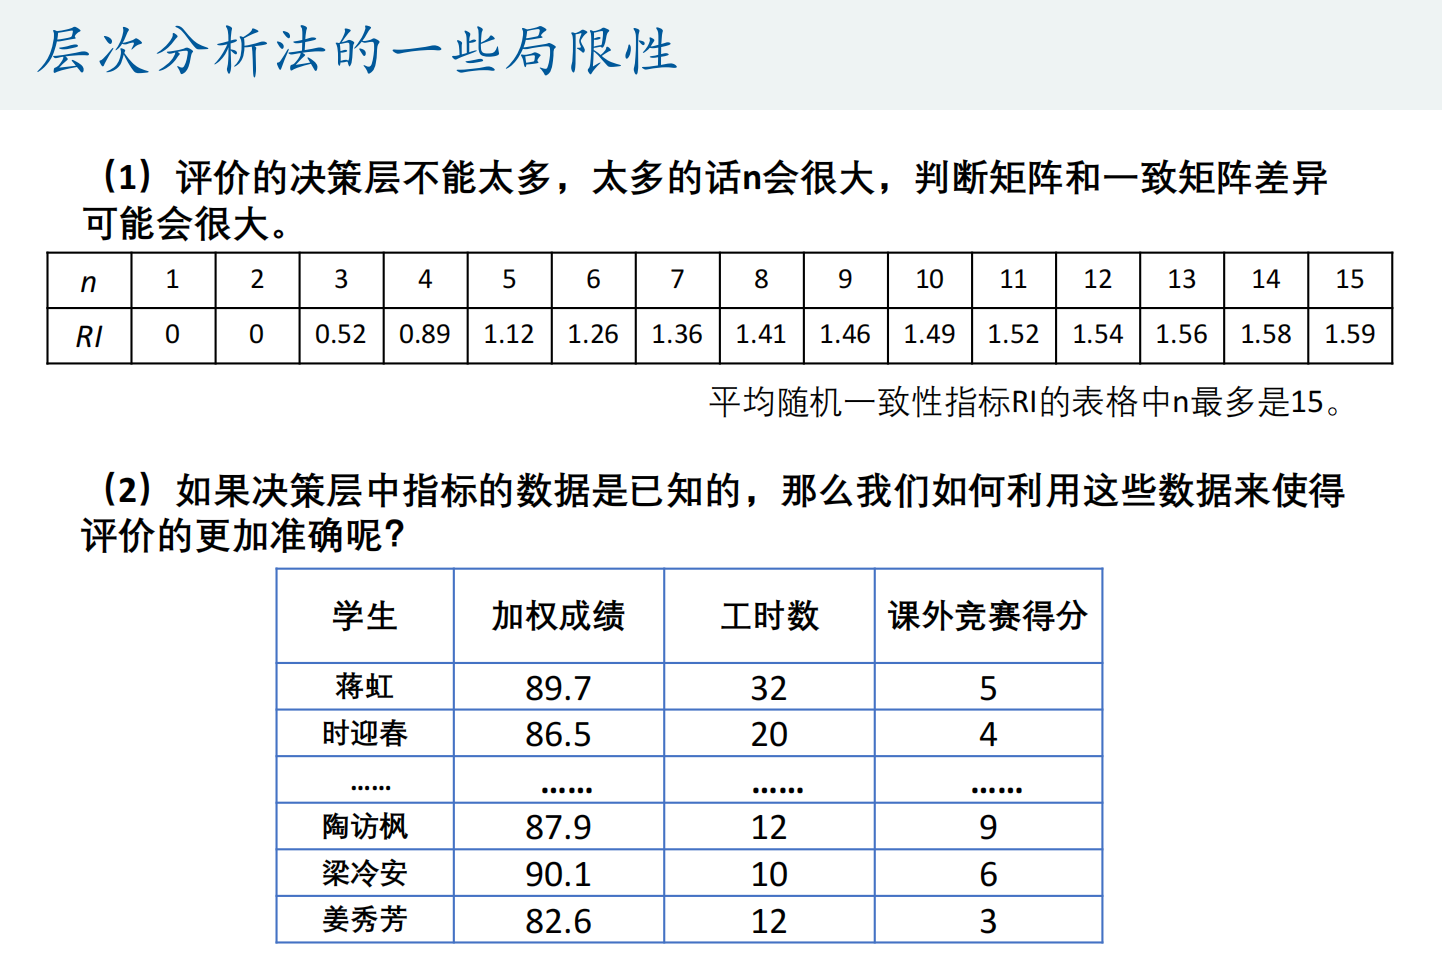 层次分析法的一些局限性
（1）评价的决策层不能太多，太多的话n会很大，判断矩阵和一致矩阵差异
可能会很大。
n 1 2 3 4 5 6 7 8 9 10 11 12 13 14 15
RI 0 0 0.52 0.89 1.12 1.26 1.36 1.41 1.46 1.49 1.52 1.54 1.56 1.58 1.59
平均随机一致性指标RI的表格中n最多是15。
（2）如果决策层中指标的数据是已知的，那么我们如何利用这些数据来使得
评价的更加准确呢？
学生 加权成绩 工时数 课外竞赛得分
蒋虹 89.7 32 5
时迎春 86.5 20 4
…… …… …… ……
陶访枫 87.9 12 9
梁冷安 90.1 10 6
姜秀芳 82.6 12 3